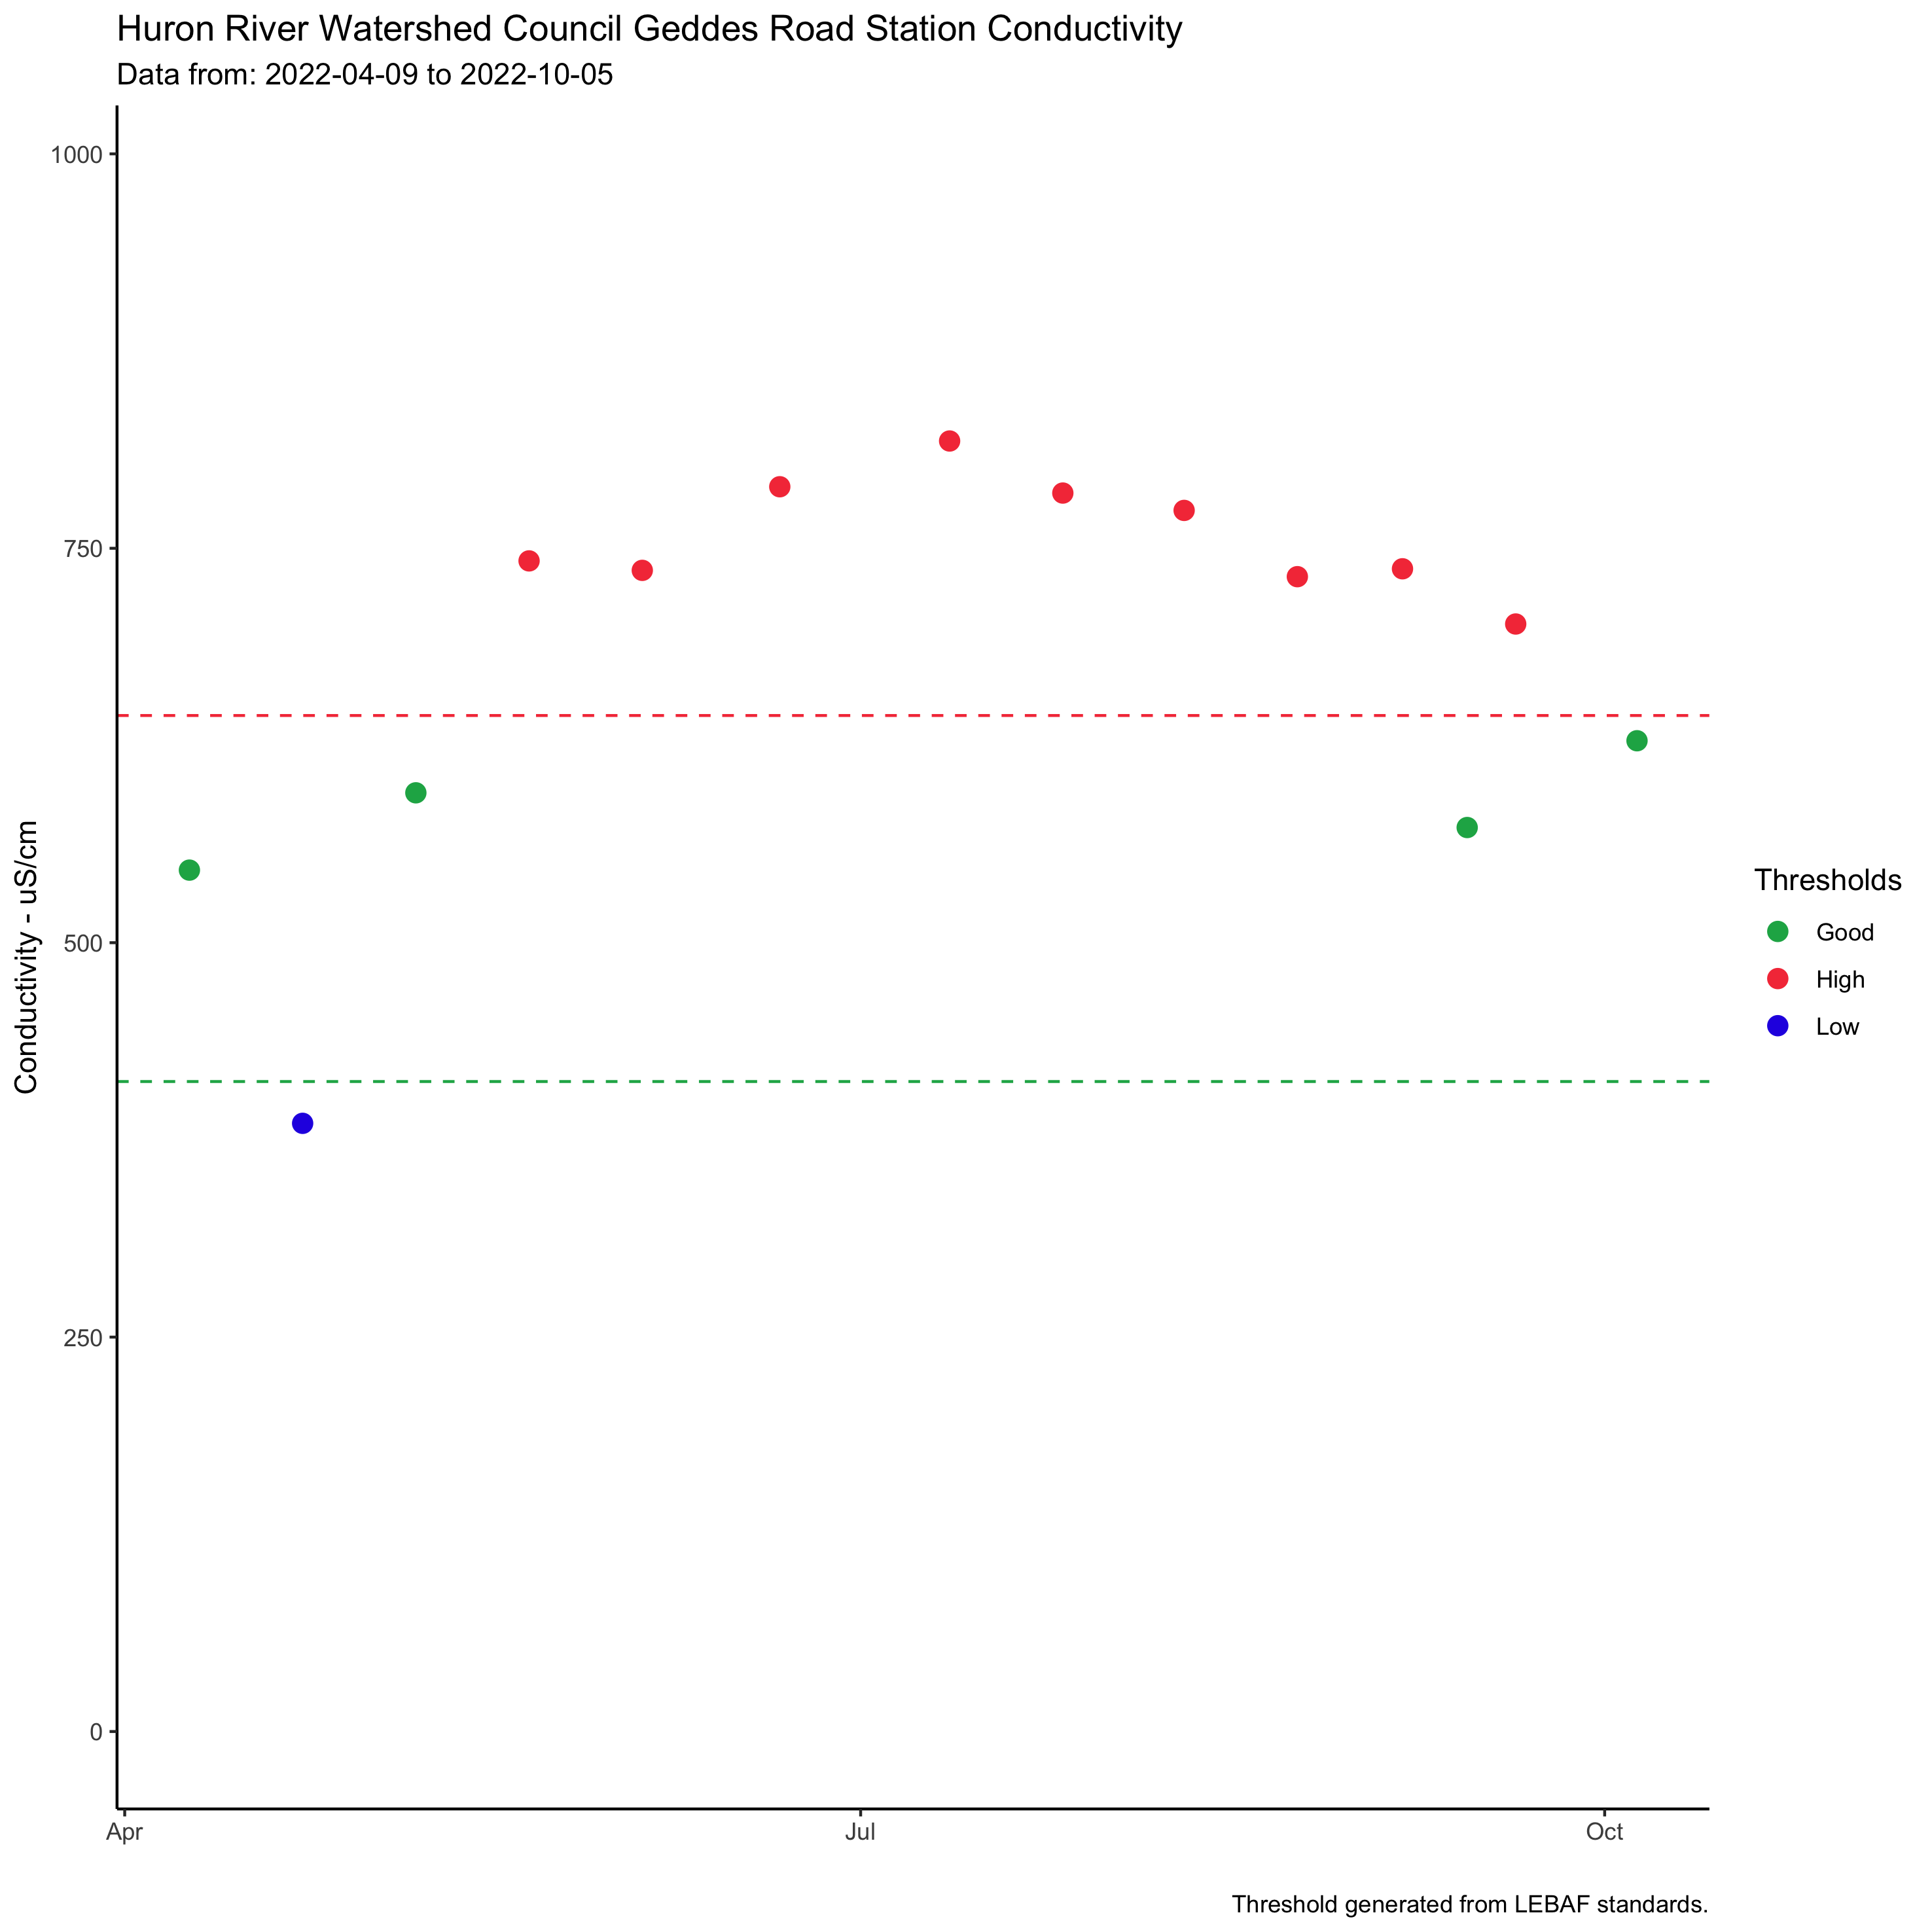 Huron River Watershed Council Geddes Road Station Conductivity
Data from: 2022-04-09 to 2022-10-05
1000
750
500
250
0
Conductivity - uS/cm
Apr
Jul
Oct
Thresholds
Good
High
Low
Threshold generated from LEBAF standards.